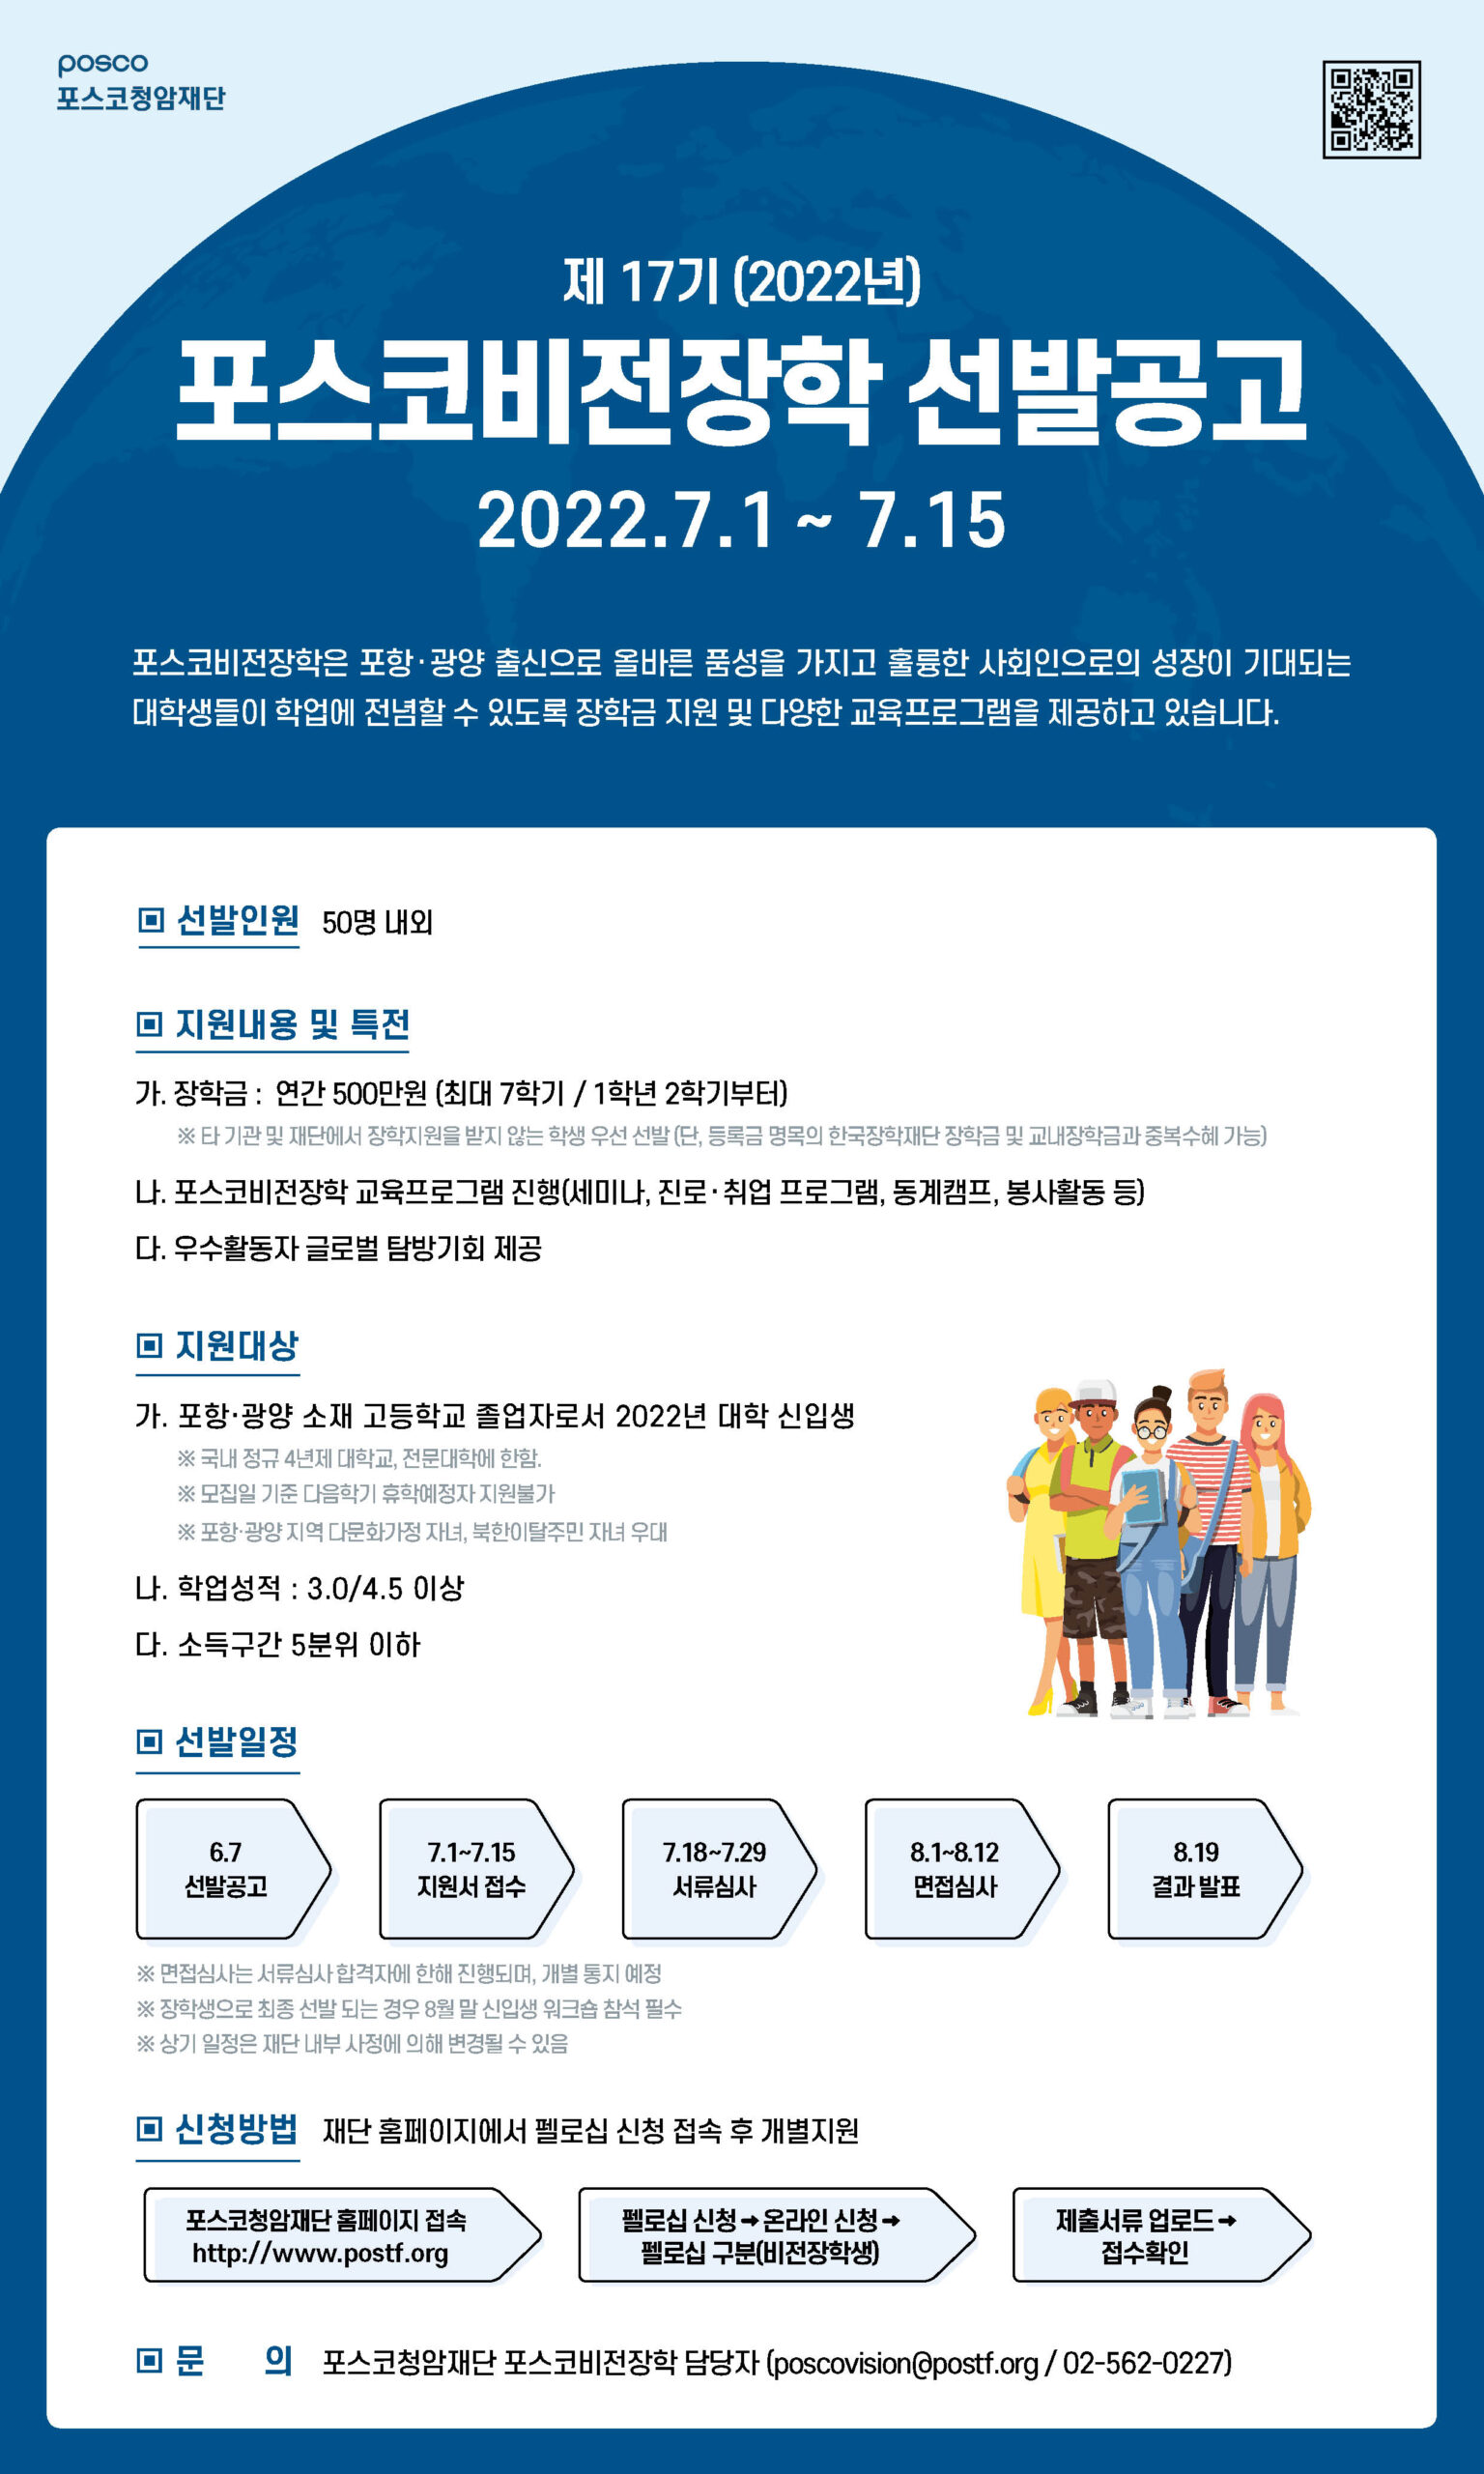 posco
포스코청암재단
제 17기 (2022년)
포스코비전장학 선발공고
2022.7.1 ~ 7.15
포스코비전장학은 포항·광양 출신으로 올바른 품성을 가지고 훌륭한 사회인으로의 성장이 기대되는
대학생들이 학업에 전념할 수 있도록 장학금 지원 및 다양한 교육프로그램을 제공하고 있습니다.
▣ 선발인원 50명 내외
▣ 지원내용 및 특전
가. 장학금 : 연간 500만원 (최대 7학기 / 1학년 2학기부터)
※ 타 기관 및 재단에서 장학지원을 받지 않는 학생 우선 선발 (단, 등록금 명목의 한국장학재단 장학금 및 교내장학금과 중복수혜 가능)
나. 포스코비전장학 교육프로그램 진행(세미나, 진로·취업 프로그램, 동계캠프, 봉사활동 등)
다. 우수활동자 글로벌 탐방기회 제공
▣ 지원대상
가. 포항·광양 소재 고등학교 졸업자로서 2022년 대학 신입생
※ 국내 정규 4년제 대학교, 전문대학에 한함.
※ 모집일 기준 다음학기 휴학예정자 지원불가
※ 포항·광양 지역 다문화가정 자녀, 북한이탈주민 자녀 우대
나. 학업성적 : 3.0/4.5 이상
다. 소득구간 5분위 이하
▣ 선발일정
6.7
선발공고
7.1~7.15
지원서 접수
7.18~7.29
서류심사
8.1~8.12
면접심사
8.19
결과 발표
※ 면접심사는 서류심사 합격자에 한해 진행되며, 개별 통지 예정
※ 장학생으로 최종 선발 되는 경우 8월 말 신입생 워크숍 참석 필수
※ 상기 일정은 재단 내부 사정에 의해 변경될 수 있음
▣ 신청방법 재단 홈페이지에서 펠로십 신청 접속 후 개별지원
포스코청암재단 홈페이지 접속
http://www.postf.org
펠로십 신청 → 온라인 신청 →
펠로십 구분(비전장학생)
제출서류 업로드 →
접수확인
▣ 문 의 포스코청암재단 포스코비전장학 담당자 (poscovision@postf.org / 02-562-0227)